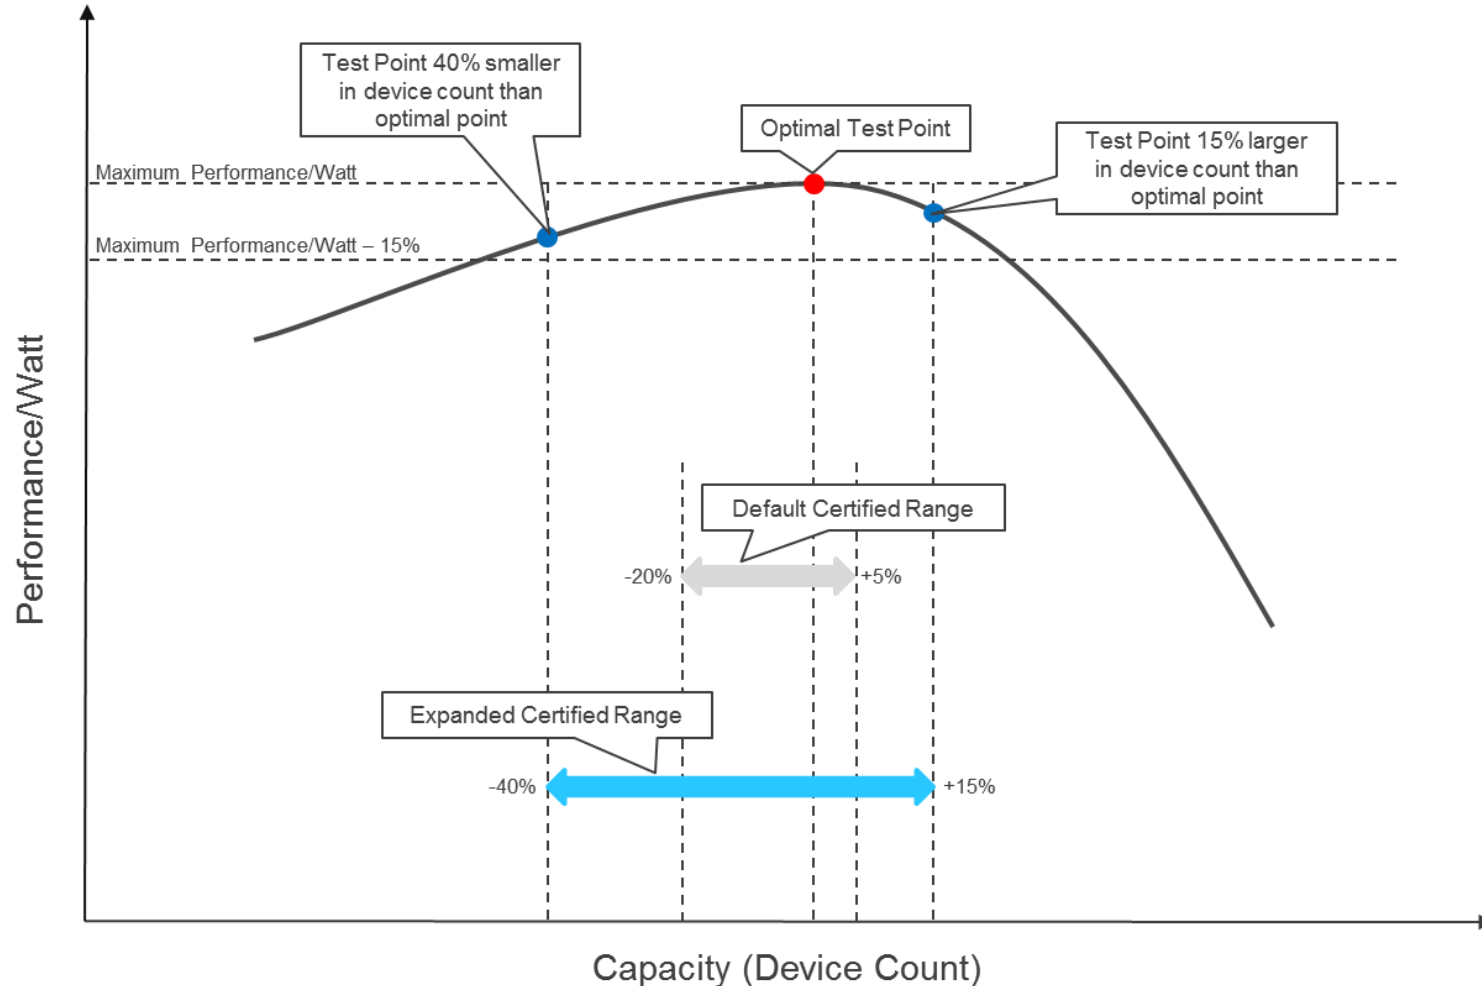 Test Point 40% smaller
in device count than
optimal point
Optimal Test Point
Test Point 15% larger
in device count than
optimal point
Maximum Performance/Watt
Maximum Performance/Watt – 15%
Performance/Watt
Default Certified Range
-20%
+5%
Expanded Certified Range
-40%
+15%
Capacity (Device Count)